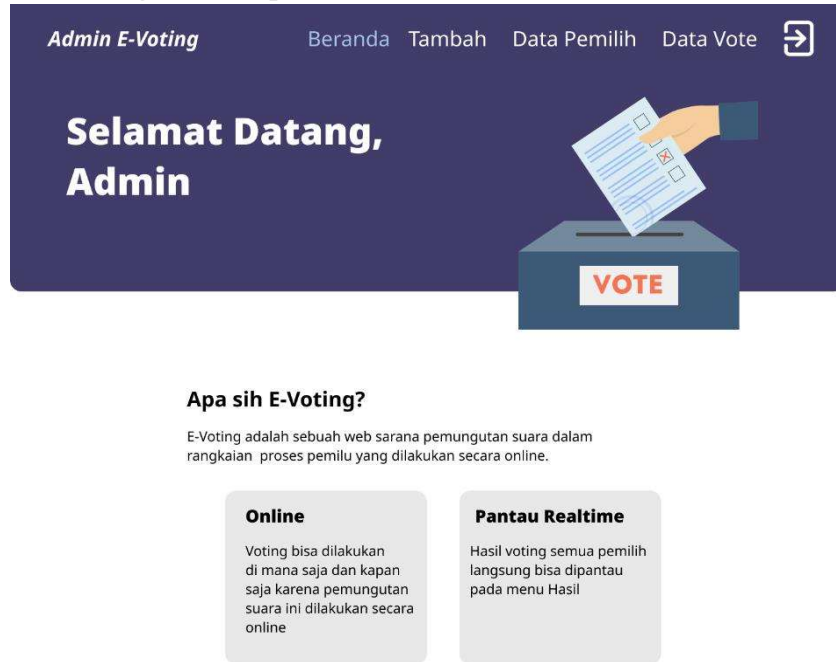 Admin E-Voting
Beranda Tambah Data Pemilih Data Vote
Selamat Datang,
Admin
VOTE
Apa sih E-Voting?
E-Voting adalah sebuah web sarana pemungutan suara dalam
rangkaian proses pemilu yang dilakukan secara online.
Online
Voting bisa dilakukan
di mana saja dan kapan
saja karena pemungutan
suara ini dilakukan secara
online
Pantau Realtime
Hasil voting semua pemilih
langsung bisa dipantau
pada menu Hasil